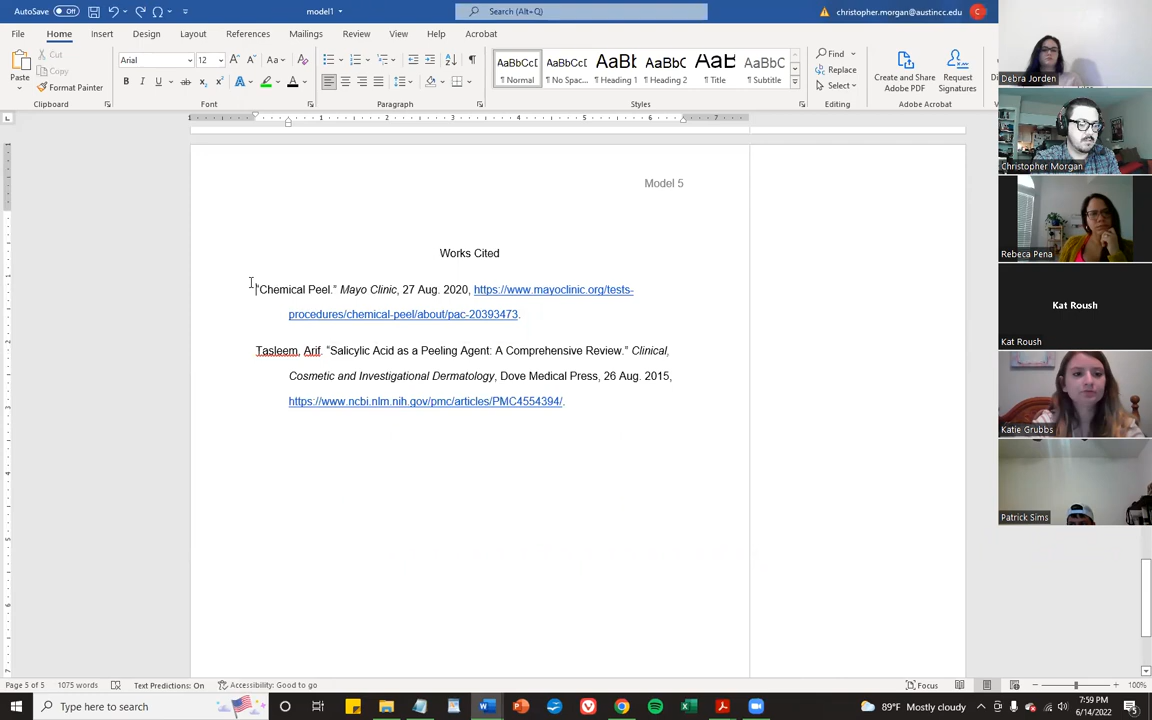 AutoSave Off model1 Search (Alt+Q) christopher.morgan@austincc.edu C
File Home Insert Draw Design Layout References Mailings Review View Help Acrobat
Paste Cut Copy Format Painter
Arial 12 Aa
AaBbCcI AaBbCcI AaBb AaBbC AaBb AaBbCC
¶ Normal ¶ No Spac... ¶ Heading 1 ¶ Heading 2 ¶ Title ¶ Subtitle
Find Replace Select
Create and Share Adobe PDF Request Signatures
Clipboard Font Paragraph Styles Editing Adobe Acrobat
Model 5
Works Cited
"Chemical Peel." Mayo Clinic, 27 Aug. 2020, https://www.mayoclinic.org/tests-
procedures/chemical-peel/about/pac-20393473.
Tasleem, Arif. "Salicylic Acid as a Peeling Agent: A Comprehensive Review." Clinical,
Cosmetic and Investigational Dermatology, Dove Medical Press, 26 Aug. 2015,
https://www.ncbi.nlm.nih.gov/pmc/articles/PMC4554394/.
Debra Jorden
Christopher Morgan
Rebeca Pena
Kat Roush
Kat Roush
Katie Grubbs
Patrick Sims
Page 5 of 5 1075 words Text Predictions: On Accessibility: Good to go Focus 100%
Type here to search 89°F Mostly cloudy 7:59 PM
6/14/2022